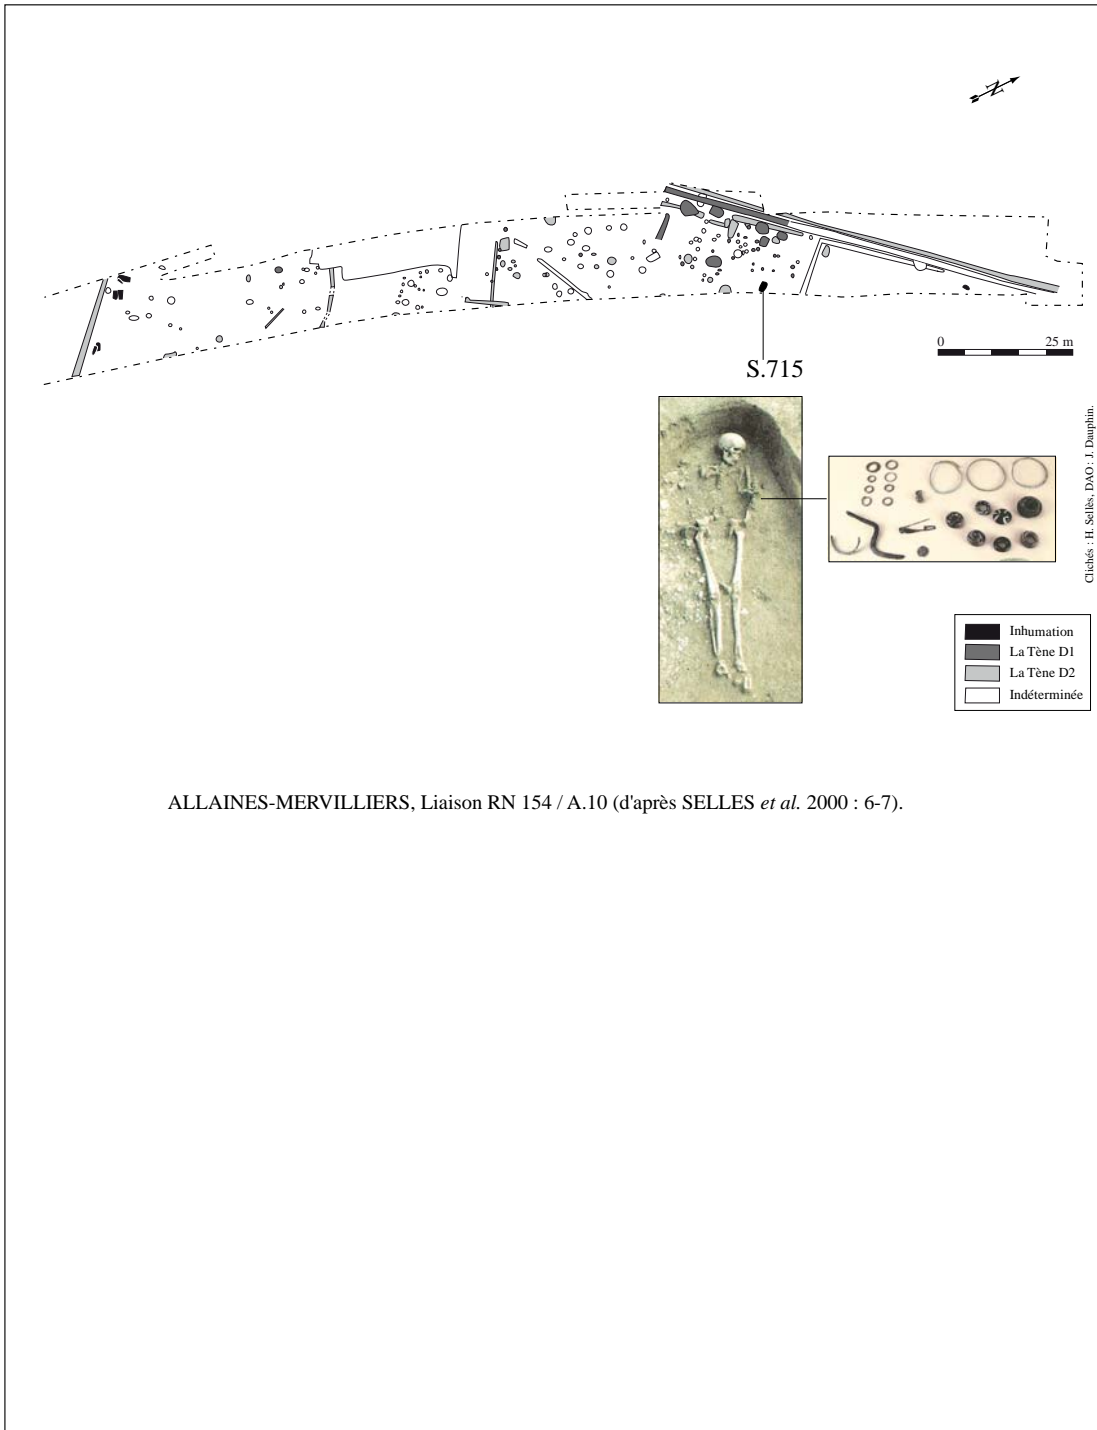 N
0 25 m
S.715
Clichés : H. Sellès, DAO : J. Dauphin.
Inhumation
La Tène D1
La Tène D2
Indéterminée
ALLAINES-MERVILLIERS, Liaison RN 154 / A.10 (d'après SELLES et al. 2000 : 6-7).